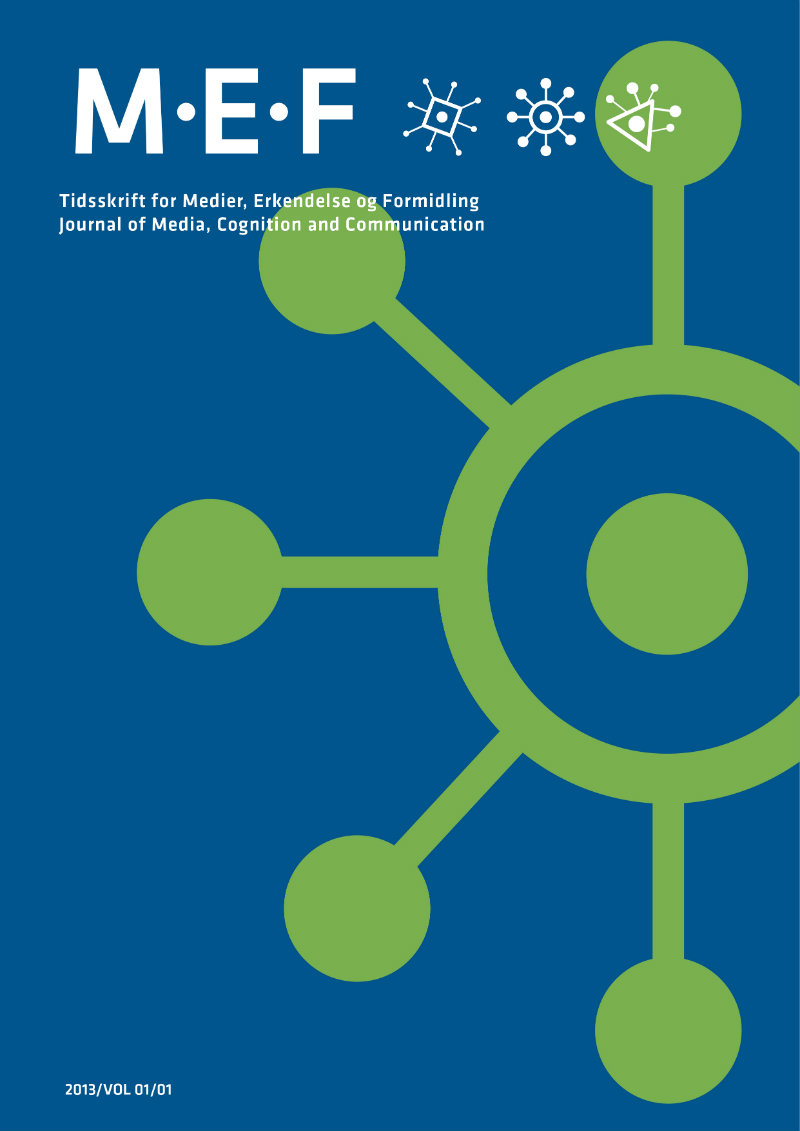 M·E·F
Tidsskrift for Medier, Erkendelse og Formidling
Journal of Media, Cognition and Communication
2013/VOL 01/01